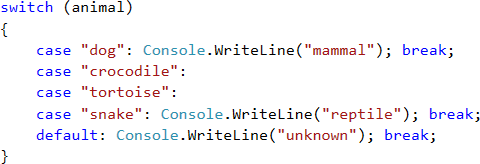 switch (animal)
{
    case "dog": Console.WriteLine("mammal"); break;
    case "crocodile":
    case "tortoise":
    case "snake": Console.WriteLine("reptile"); break;
    default: Console.WriteLine("unknown"); break;
}